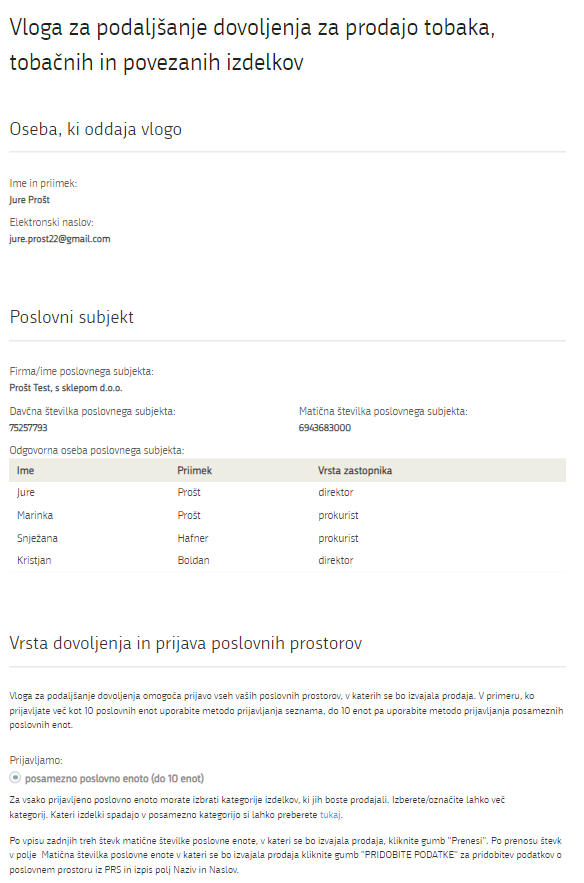 Vloga za podaljšanje dovoljenja za prodajo tobaka,
tobačnih in povezanih izdelkov
Oseba, ki oddaja vlogo
Ime in priimek:
Jure Prošt
Elektronski naslov:
jure.prost22@gmail.com
Poslovni subjekt
Firma/ime poslovnega subjekta:
Prošt Test, s sklepom d.o.o.
Davčna številka poslovnega subjekta: Matična številka poslovnega subjekta:
75257793 6943683000
Odgovorna oseba poslovnega subjekta:
Ime Priimek Vrsta zastopnika
Jure Prošt direktor
Marinka Prošt prokurist
Snježana Hafner prokurist
Kristjan Boldan direktor
Vrsta dovoljenja in prijava poslovnih prostorov
Vloga za podaljšanje dovoljenja omogoča prijavo vseh vaših poslovnih prostorov, v katerih se bo izvajala prodaja. V primeru, ko
prijavljate več kot 10 poslovnih enot uporabite metodo prijavljanja seznama, do 10 enot pa uporabite metodo prijavljanja posameznih
poslovnih enot.
Prijavljamo:
posamezno poslovno enoto (do 10 enot)
Za vsako prijavljeno poslovno enoto morate izbrati kategorije izdelkov, ki jih boste prodajali. Izberete/označite lahko več
kategorij. Kateri izdelki spadajo v posamezno kategorijo si lahko preberete tukaj.
Po vpisu zadnjih treh števk matične številke poslovne enote, v kateri se bo izvajala prodaja, kliknite gumb "Prenesi". Po prenosu števk
v polje Matična številka poslovne enote v kateri se bo izvajala prodaja kliknite gumb "PRIDOBITE PODATKE" za pridobitev podatkov o
poslovnem prostoru iz PRS in izpis polj Naziv in Naslov.